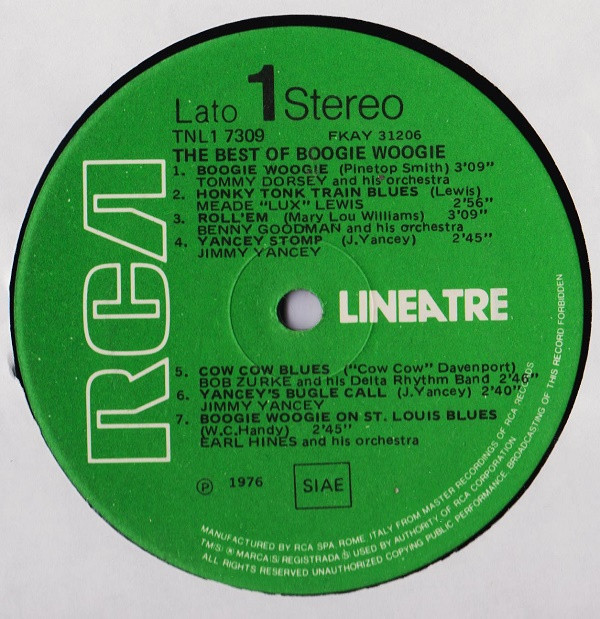 Lato 1 Stereo
TNL1 7309 FKAY 31206
THE BEST OF BOOGIE WOOGIE
1. BOOGIE WOOGIE (Pinetop Smith) 3'09"
TOMMY DORSEY and his orchestra
2. HONKY TONK TRAIN BLUES (Lewis)
MEADE "LUX" LEWIS 2'56"
3. ROLL'EM (Mary Lou Williams) 3'09"
BENNY GOODMAN and his orchestra
4. YANCEY STOMP (J.Yancey) 2'45"
JIMMY YANCEY
RCA
LINEATRE
5. COW COW BLUES ("Cow Cow" Davenport)
BOB ZURKE and his Delta Rhythm Band 2'46"
6. YANCEY'S BUGLE CALL (J.Yancey) 2'40"
JIMMY YANCEY
7. BOOGIE WOOGIE ON ST. LOUIS BLUES
(W.C.Handy) 2'45"
EARL HINES and his orchestra
℗ 1976 SIAE
MANUFACTURED BY RCA SPA, ROME, ITALY, FROM MASTER RECORDINGS OF RCA RECORDS
TM(S) ® MARCA(S) REGISTRADA(S) USED BY AUTHORITY OF RCA CORPORATION
ALL RIGHTS RESERVED UNAUTHORIZED COPYING PUBLIC PERFORMANCE, BROADCASTING OF THIS RECORD FORBIDDEN